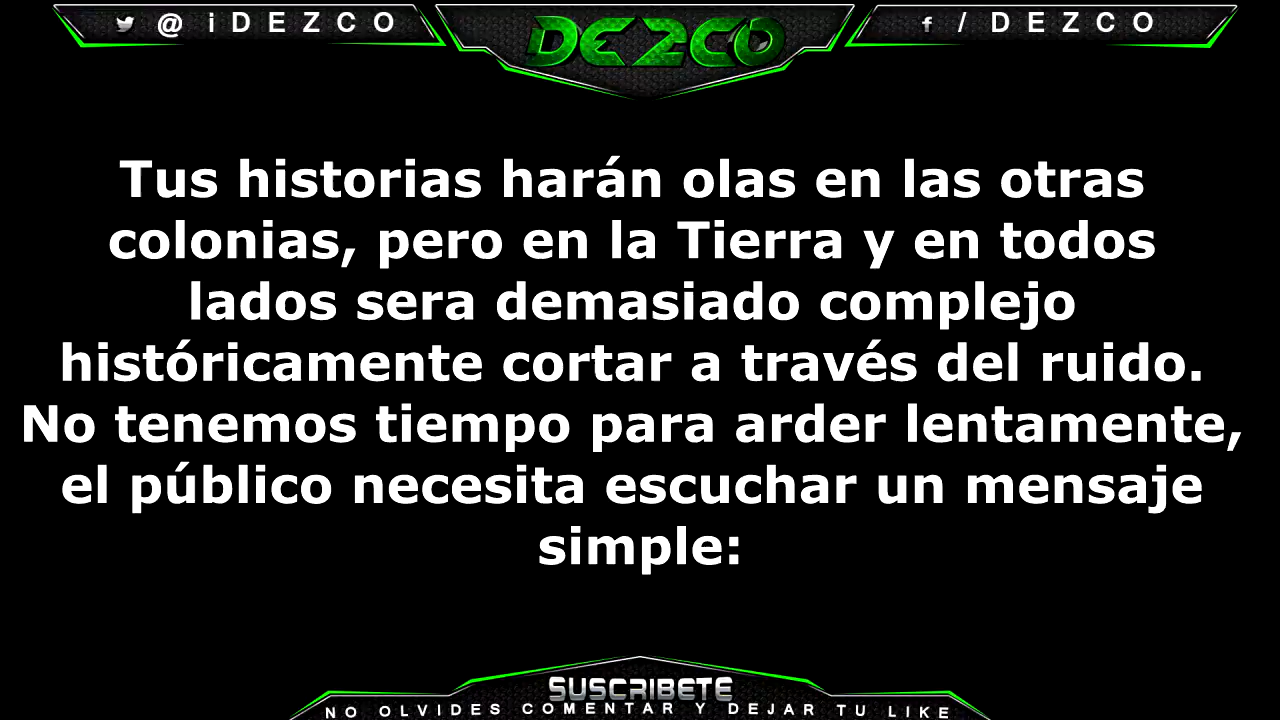 @iDEZCO
DEZCO
f / DEZCO
Tus historias harán olas en las otras
colonias, pero en la Tierra y en todos
lados sera demasiado complejo
históricamente cortar a través del ruido.
No tenemos tiempo para arder lentamente,
el público necesita escuchar un mensaje
simple:
SUSCRIBETE
NO OLVIDES COMENTAR Y DEJAR TU LIKE